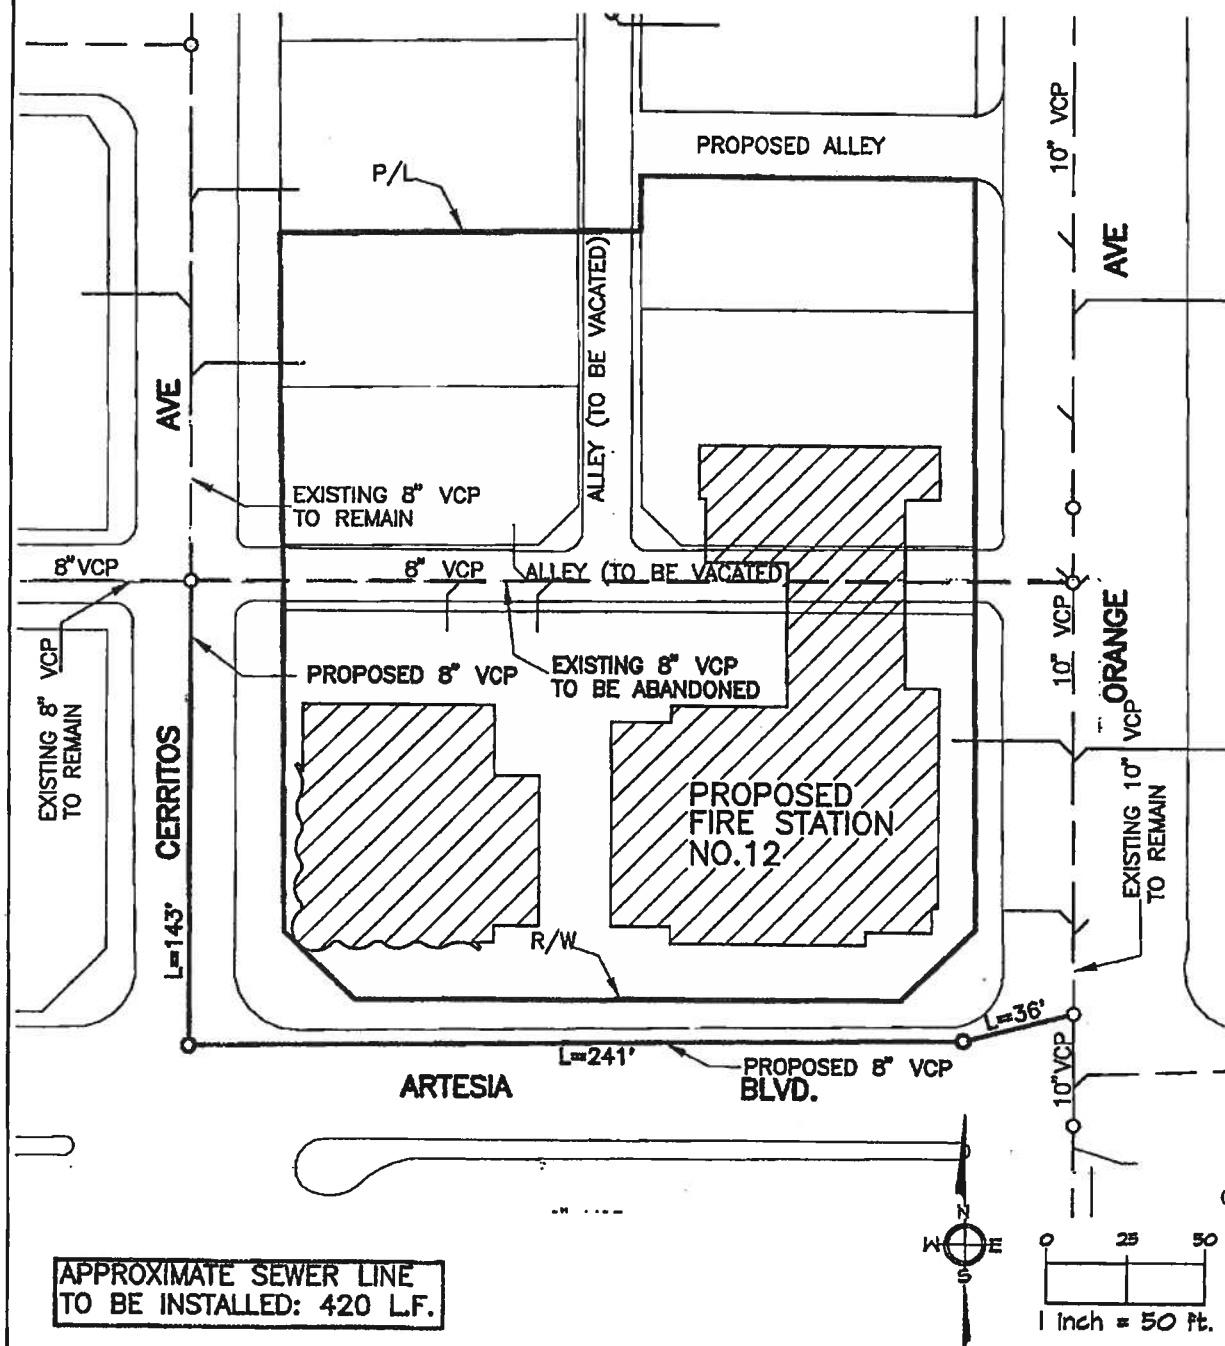 10" VCP
PROPOSED ALLEY
P/L
AVE
ALLEY (TO BE VACATED)
AVE
EXISTING 8" VCP
TO REMAIN
8" VCP
8" VCP
ALLEY (TO BE VACATED)
10" VCP
ORANGE
PROPOSED 8" VCP
EXISTING 8" VCP
TO BE ABANDONED
EXISTING 8" VCP
TO REMAIN
CERRITOS
PROPOSED
FIRE STATION
NO.12
EXISTING 10" VCP
TO REMAIN
L=143'
R/W
L=36'
L=241'
PROPOSED 8" VCP
10" VCP
ARTESIA BLVD.
N
W E
S
0 25 50
1 inch = 50 ft.
APPROXIMATE SEWER LINE
TO BE INSTALLED: 420 L.F.